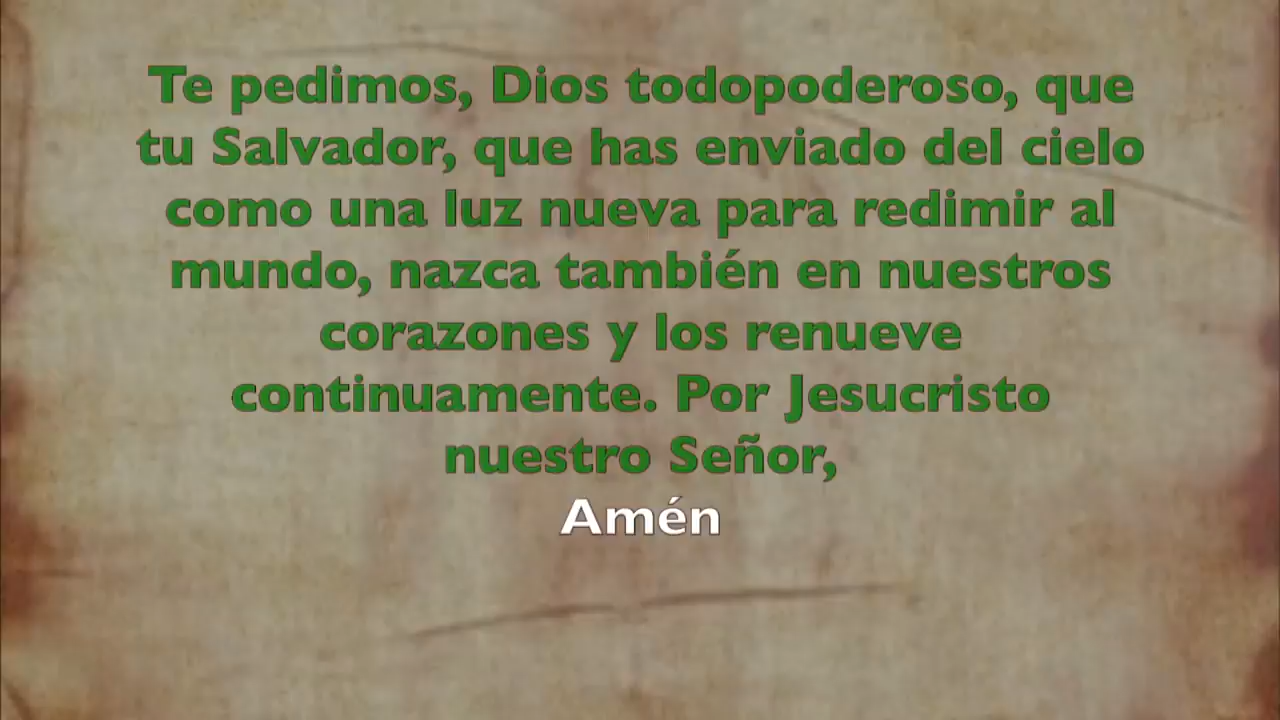 Te pedimos, Dios todopoderoso, que
tu Salvador, que has enviado del cielo
como una luz nueva para redimir al
mundo, nazca también en nuestros
corazones y los renueve
continuamente. Por Jesucristo
nuestro Señor,
Amén